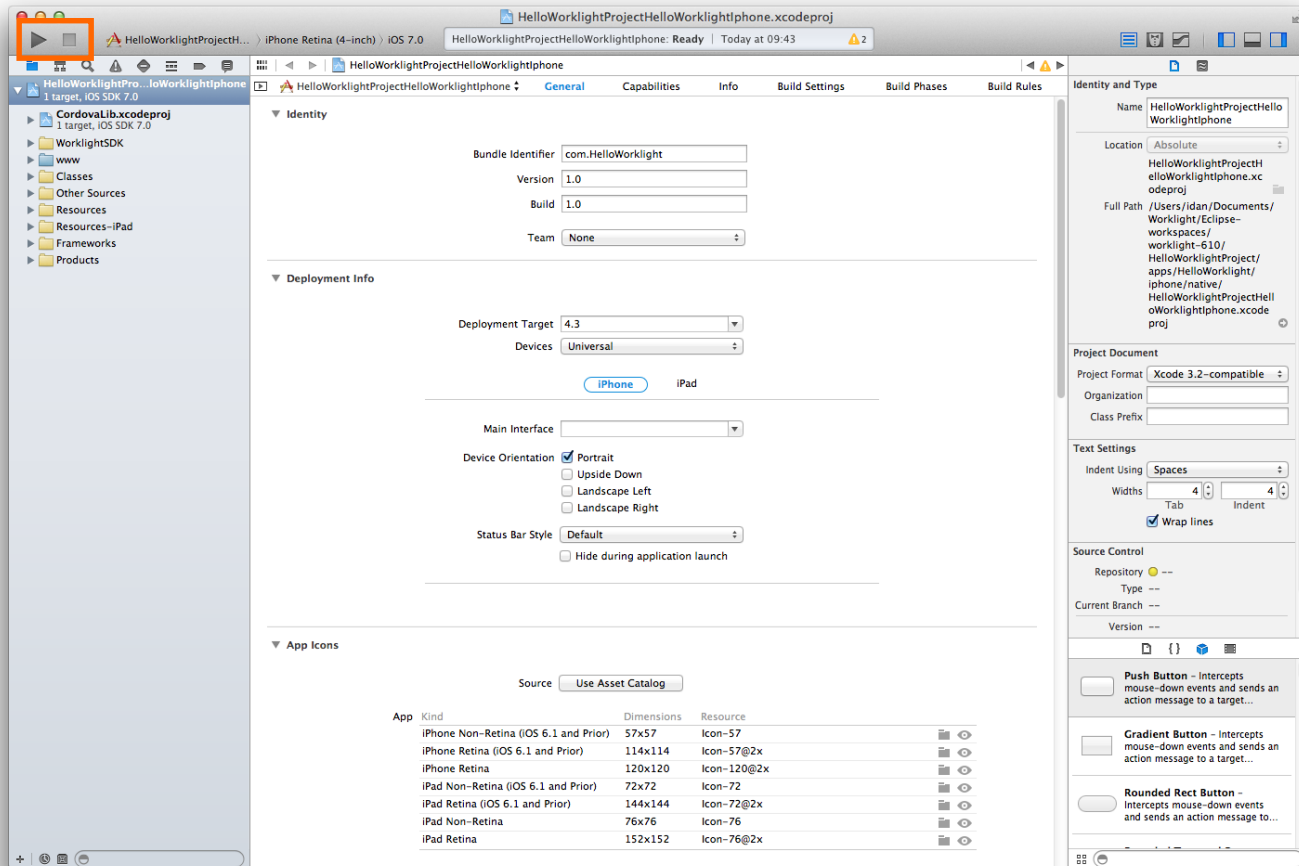 HelloWorklightProjectHelloWorklightIphone.xcodeproj
HelloWorklightProjectH... iPhone Retina (4-inch) iOS 7.0
HelloWorklightProjectHelloWorklightIphone: Ready | Today at 09:43
2
HelloWorklightPro...loWorklightIphone
1 target, iOS SDK 7.0
CordovaLib.xcodeproj
1 target, iOS SDK 7.0
WorklightSDK
www
Classes
Other Sources
Resources
Resources-iPad
Frameworks
Products
HelloWorklightProjectHelloWorklightIphone
HelloWorklightProjectHelloWorklightIphone General Capabilities Info Build Settings Build Phases Build Rules
Identity
Bundle Identifier com.HelloWorklight
Version 1.0
Build 1.0
Team None
Deployment Info
Deployment Target 4.3
Devices Universal
iPhone iPad
Main Interface
Device Orientation Portrait
Upside Down
Landscape Left
Landscape Right
Status Bar Style Default
Hide during application launch
App Icons
Source Use Asset Catalog
App Kind Dimensions Resource
iPhone Non-Retina (iOS 6.1 and Prior) 57x57 Icon-57
iPhone Retina (iOS 6.1 and Prior) 114x114 Icon-57@2x
iPhone Retina 120x120 Icon-120@2x
iPad Non-Retina (iOS 6.1 and Prior) 72x72 Icon-72
iPad Retina (iOS 6.1 and Prior) 144x144 Icon-72@2x
iPad Non-Retina 76x76 Icon-76
iPad Retina 152x152 Icon-76@2x
Identity and Type
Name HelloWorklightProjectHello
WorklightIphone
Location Absolute
HelloWorklightProjectH
elloWorklightIphone.xc
odeproj
Full Path /Users/idan/Documents/
Worklight/Eclipse-
workspaces/
worklight-610/
HelloWorklightProject/
apps/HelloWorklight/
iphone/native/
HelloWorklightProjectHell
oWorklightIphone.xcode
proj
Project Document
Project Format Xcode 3.2-compatible
Organization
Class Prefix
Text Settings
Indent Using Spaces
Widths 4 4
Tab Indent
Wrap lines
Source Control
Repository --
Type --
Current Branch --
Version --
{}
Push Button - Intercepts
mouse-down events and sends an
action message to a target...
Gradient Button - Intercepts
mouse-down events and sends an
action message to a target...
Rounded Rect Button -
Intercepts mouse-down events
and sends an action message to...